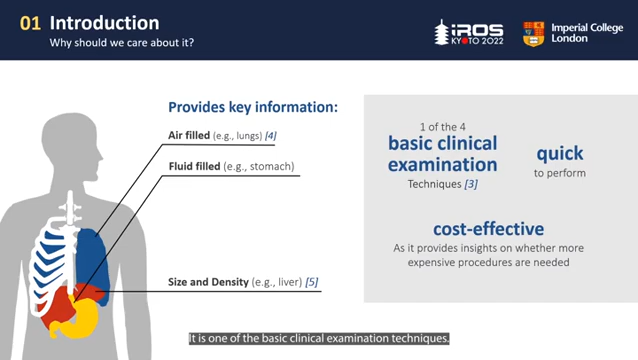 01 Introduction
Why should we care about it?
iROS
KYOTO 2022
Imperial College
London
Provides key information:
Air filled (e.g., lungs) [4]
Fluid filled (e.g., stomach)
Size and Density (e.g., liver) [5]
1 of the 4
basic clinical
examination
Techniques [3]
quick
to perform
cost-effective
As it provides insights on whether more
expensive procedures are needed
It is one of the basic clinical examination techniques.